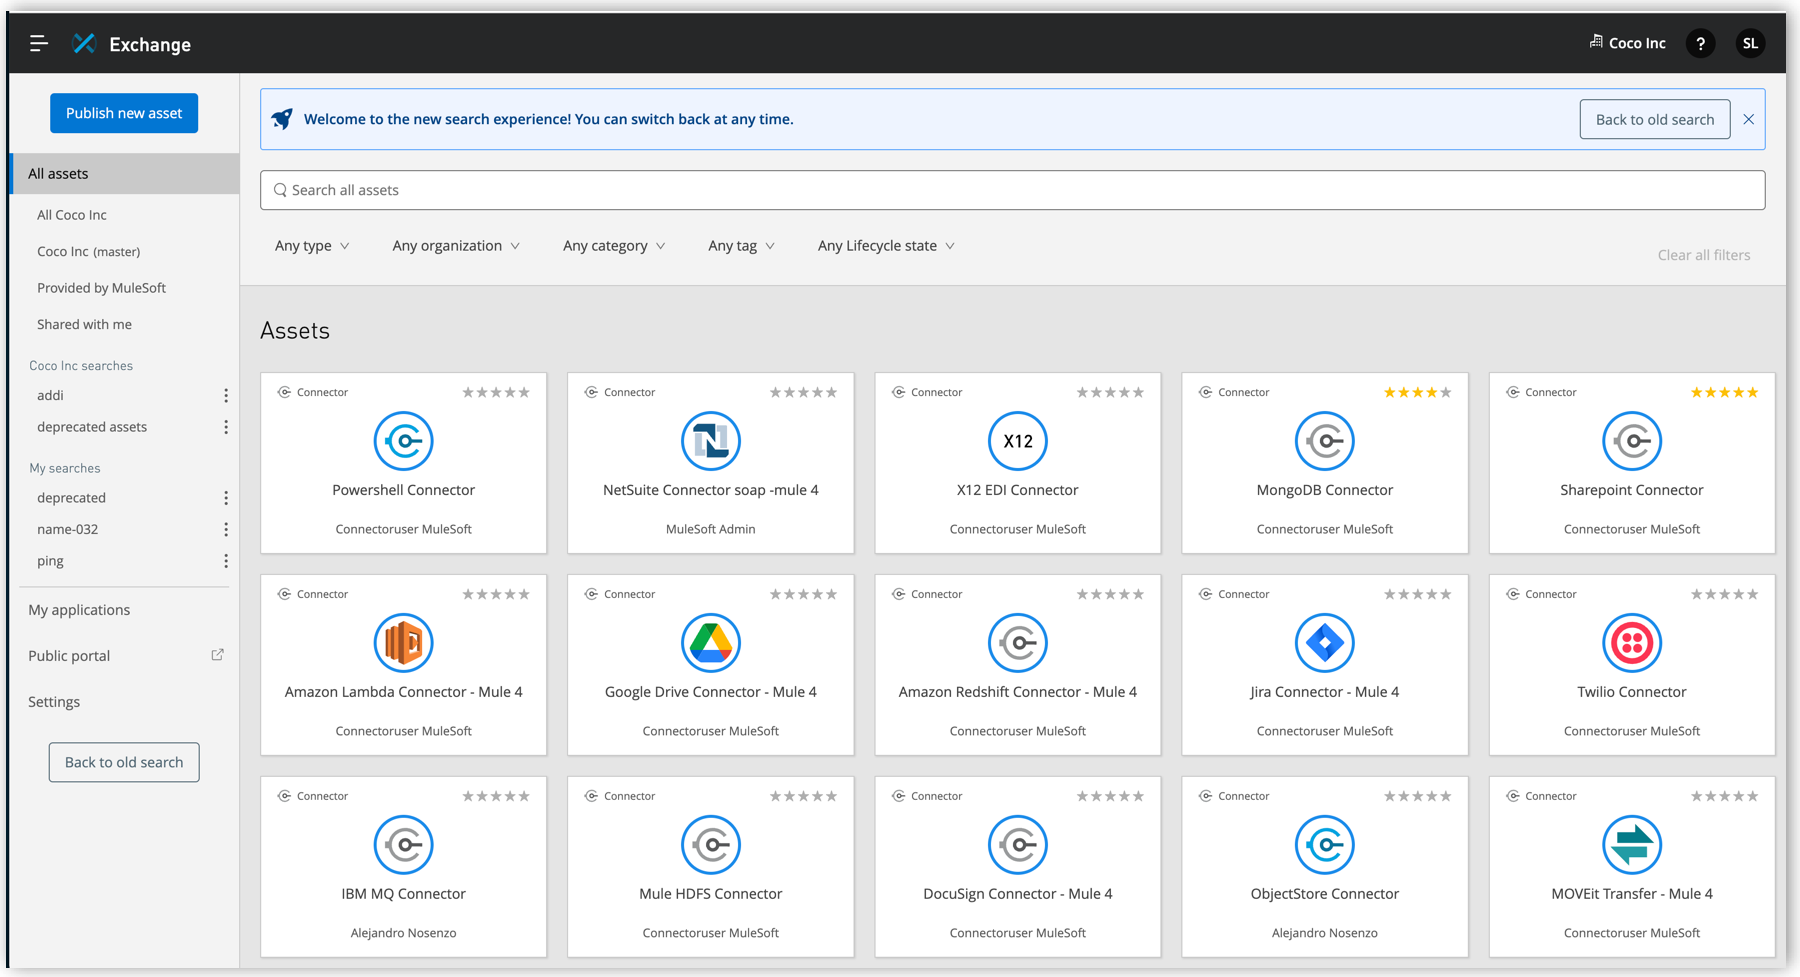 Exchange
Coco Inc
?
SL
Publish new asset
All assets
All Coco Inc
Coco Inc (master)
Provided by MuleSoft
Shared with me
Coco Inc searches
addi
deprecated assets
My searches
deprecated
name-032
ping
My applications
Public portal
Settings
Back to old search
Welcome to the new search experience! You can switch back at any time.
Back to old search
Search all assets
Any type
Any organization
Any category
Any tag
Any Lifecycle state
Clear all filters
Assets
Connector
Powershell Connector
Connectoruser MuleSoft
Connector
N
NetSuite Connector soap -mule 4
MuleSoft Admin
Connector
X12
X12 EDI Connector
Connectoruser MuleSoft
Connector
MongoDB Connector
Connectoruser MuleSoft
Connector
Sharepoint Connector
Connectoruser MuleSoft
Connector
Amazon Lambda Connector - Mule 4
Connectoruser MuleSoft
Connector
Google Drive Connector - Mule 4
Connectoruser MuleSoft
Connector
Amazon Redshift Connector - Mule 4
Connectoruser MuleSoft
Connector
Jira Connector - Mule 4
Connectoruser MuleSoft
Connector
Twilio Connector
Connectoruser MuleSoft
Connector
IBM MQ Connector
Alejandro Nosenzo
Connector
Mule HDFS Connector
Connectoruser MuleSoft
Connector
DocuSign Connector - Mule 4
Connectoruser MuleSoft
Connector
ObjectStore Connector
Alejandro Nosenzo
Connector
MOVEit Transfer - Mule 4
Connectoruser MuleSoft